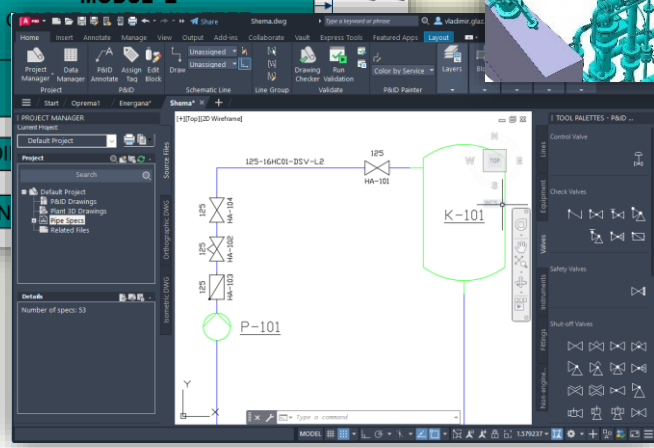 MODUL 2
Share
Shema.dwg
Type a keyword or phrase
vladimir.glaz
Home Insert Annotate Manage View Output Add-ins Collaborate Vault Express Tools Featured Apps Layout
Project Manager
Data Manager
P&ID Annotate
Assign Tag
Edit Block
Draw
Unassigned
Unassigned
Drawing Checker
Run Validation
Color by Service
Layers
Project
P&ID
Schematic Line
Line Group
Validate
P&ID Painter
Start
Oprema1
Energana*
Shema*
PROJECT MANAGER
Current Project:
Default Project
Project
Search
Default Project
P&ID Drawings
Plant 3D Drawings
Pipe Specs
Related Files
Details
Number of specs: 53
Source Files
Orthographic DWG
Isometric DWG
[+][Top][2D Wireframe]
125-16HC01-DSV-L2
125
HA-101
125
HA-104
125
HA-102
125
HA-103
P-101
K-101
N
W
TOP
E
WCS
Y
X
Type a command
TOOL PALETTES - P&ID ...
Lines
Equipment
Valves
Instruments
Fittings
Non-engine...
Control Valve
Check Valves
Safety Valves
Shut-off Valves
MODEL
1.579237